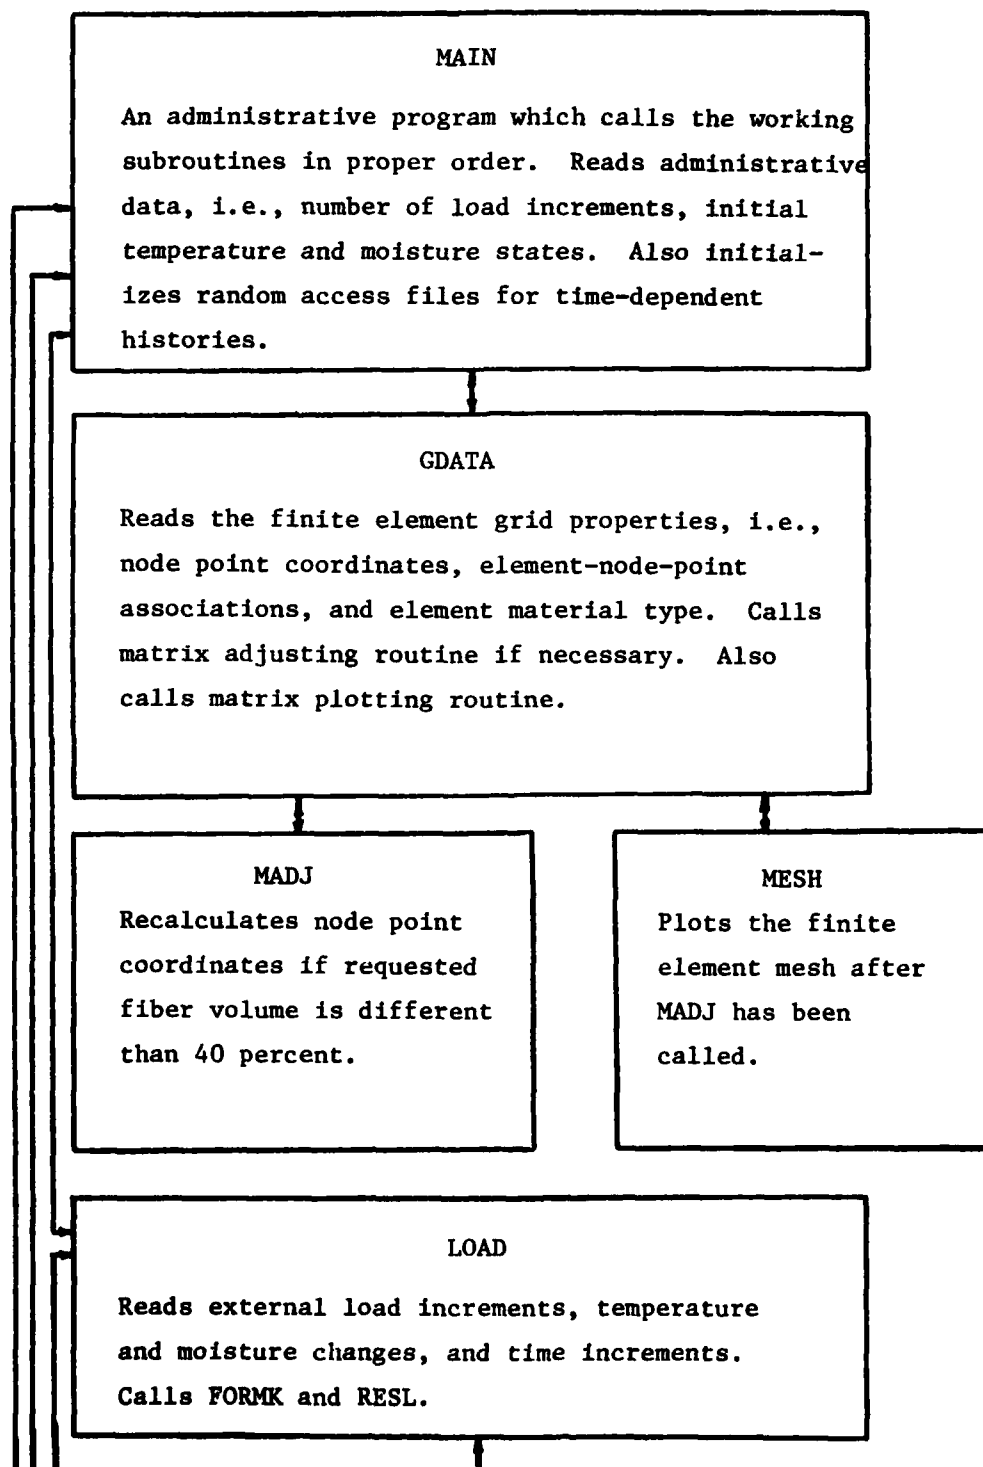 MAIN
An administrative program which calls the working
subroutines in proper order. Reads administrative
data, i.e., number of load increments, initial
temperature and moisture states. Also initial-
izes random access files for time-dependent
histories.
GDATA
Reads the finite element grid properties, i.e.,
node point coordinates, element-node-point
associations, and element material type. Calls
matrix adjusting routine if necessary. Also
calls matrix plotting routine.
MADJ
Recalculates node point
coordinates if requested
fiber volume is different
than 40 percent.
MESH
Plots the finite
element mesh after
MADJ has been
called.
LOAD
Reads external load increments, temperature
and moisture changes, and time increments.
Calls FORMK and RESL.